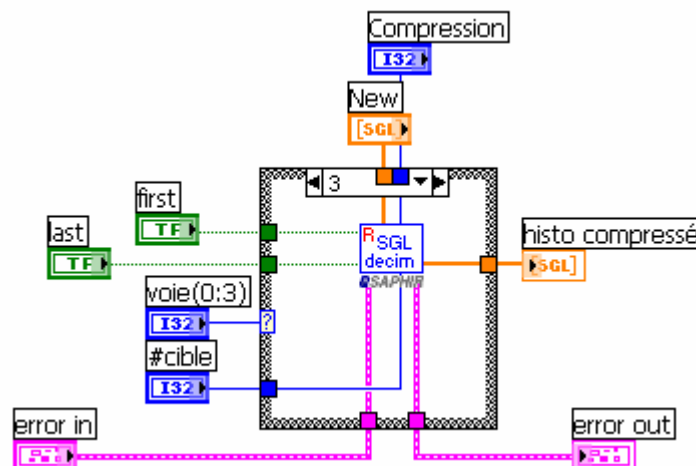 Compression
I32
New
[SGL]
3
first
TF
last
TF
R SGL
decim
SAPHIR
histo compressé
[SGL]
voie(0:3)
I32
?
#cible
I32
error in
error out